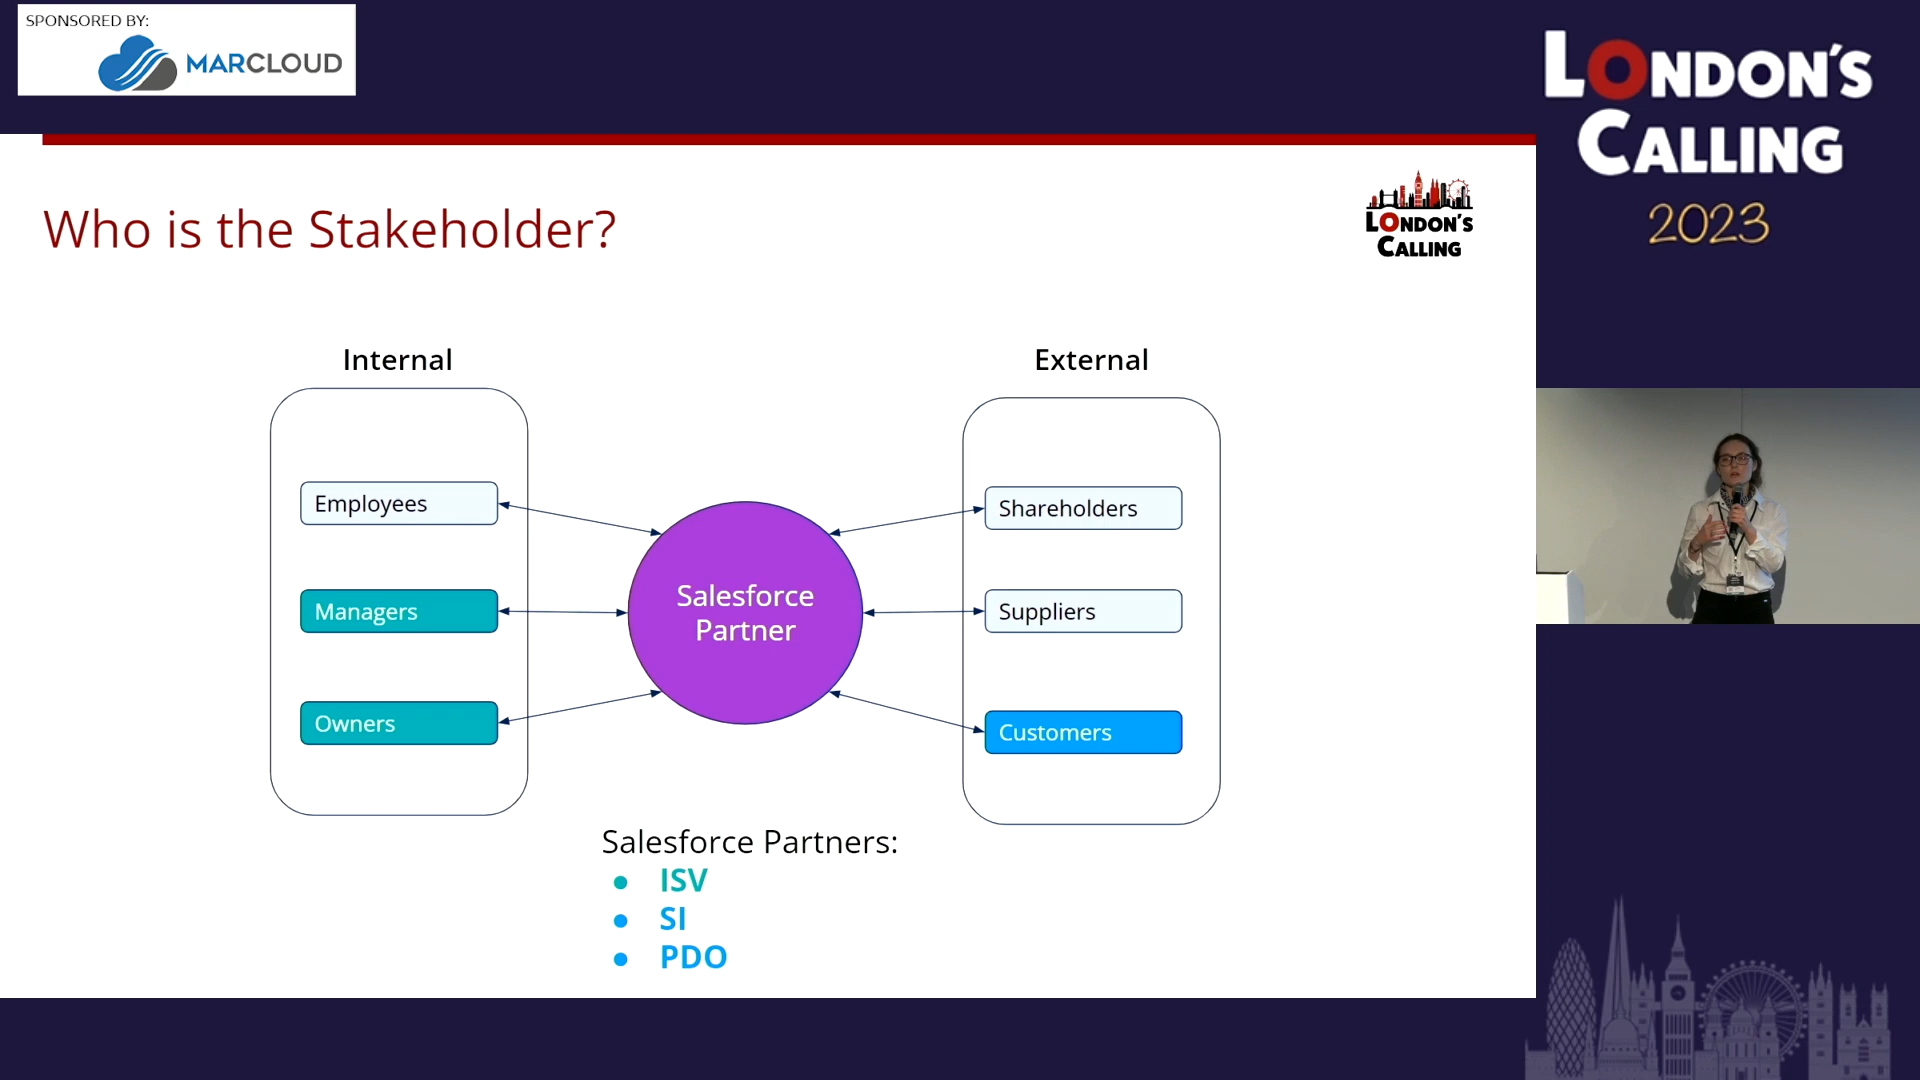 SPONSORED BY:
MARCLOUD
LONDON'S
CALLING
2023
Who is the Stakeholder?
LONDON'S
CALLING
Internal
External
Employees
Managers
Owners
Salesforce
Partner
Shareholders
Suppliers
Customers
Salesforce Partners:
● ISV
● SI
● PDO